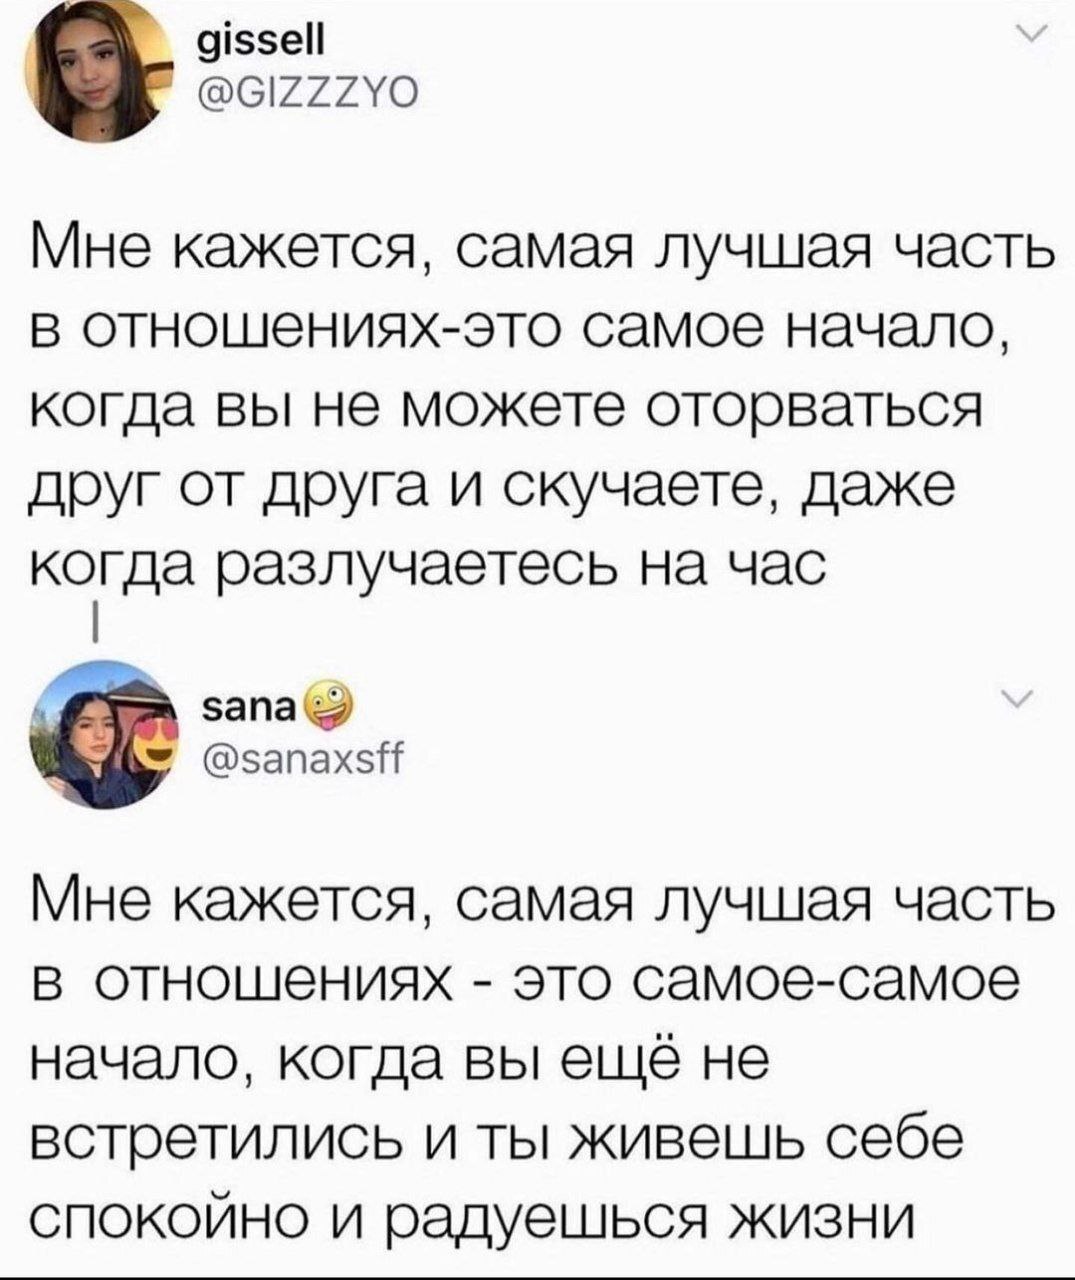 gissell
@GIZZZYO
Мне кажется, самая лучшая часть
в отношениях-это самое начало,
когда вы не можете оторваться
друг от друга и скучаете, даже
когда разлучаетесь на час
sana🤪
@sanaxsff
Мне кажется, самая лучшая часть
в отношениях - это самое-самое
начало, когда вы ещё не
встретились и ты живешь себе
спокойно и радуешься жизни